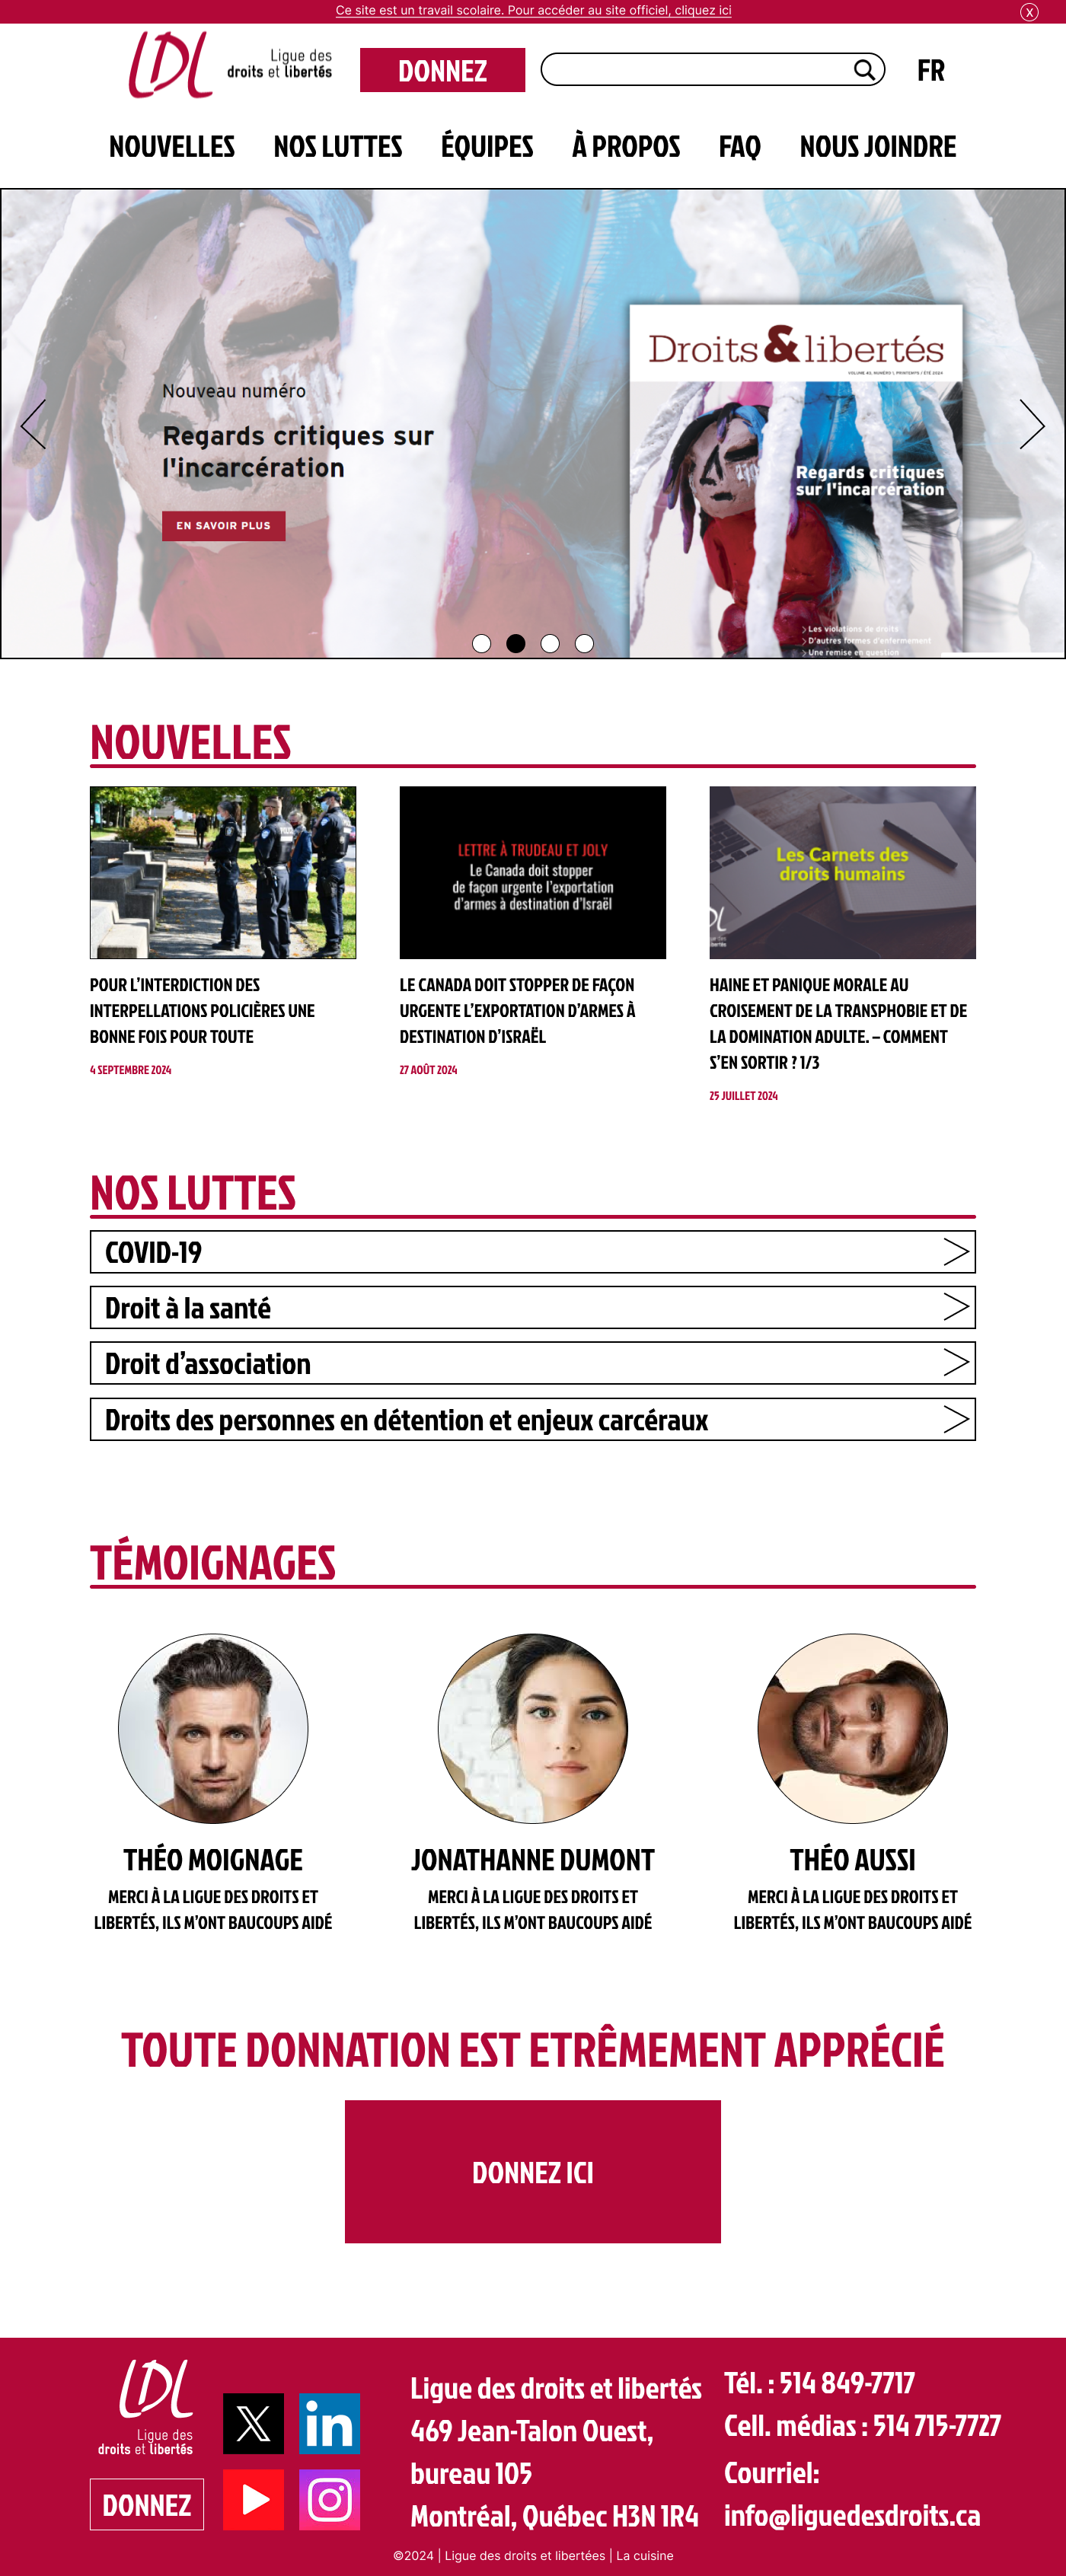 Ce site est un travail scolaire. Pour accéder au site officiel, cliquez ici
X
LDL
Ligue des
droits et libertés
DONNEZ
FR
NOUVELLES NOS LUTTES ÉQUIPES À PROPOS FAQ NOUS JOINDRE
Nouveau numéro
Regards critiques sur
l'incarcération
EN SAVOIR PLUS
Droits&libertés
VOLUME 43, NUMÉRO 1, PRINTEMPS / ÉTÉ 2024
Regards critiques
sur l'incarcération
Les violations de droits
D'autres formes d'enfermement
Une remise en question
NOUVELLES
LETTRE À TRUDEAU ET JOLY
Le Canada doit stopper
de façon urgente l'exportation
d'armes à destination d'Israël
Les Carnets des
droits humains
POUR L'INTERDICTION DES
INTERPELLATIONS POLICIÈRES UNE
BONNE FOIS POUR TOUTE
4 SEPTEMBRE 2024
LE CANADA DOIT STOPPER DE FAÇON
URGENTE L'EXPORTATION D'ARMES À
DESTINATION D'ISRAËL
27 AOÛT 2024
HAINE ET PANIQUE MORALE AU
CROISEMENT DE LA TRANSPHOBIE ET DE
LA DOMINATION ADULTE. – COMMENT
S'EN SORTIR ? 1/3
25 JUILLET 2024
NOS LUTTES
COVID-19
Droit à la santé
Droit d'association
Droits des personnes en détention et enjeux carcéraux
TÉMOIGNAGES
THÉO MOIGNAGE
MERCI À LA LIGUE DES DROITS ET
LIBERTÉS, ILS M'ONT BAUCOUPS AIDÉ
JONATHANNE DUMONT
MERCI À LA LIGUE DES DROITS ET
LIBERTÉS, ILS M'ONT BAUCOUPS AIDÉ
THÉO AUSSI
MERCI À LA LIGUE DES DROITS ET
LIBERTÉS, ILS M'ONT BAUCOUPS AIDÉ
TOUTE DONNATION EST ETRÊMEMENT APPRÉCIÉ
DONNEZ ICI
LDL
Ligue des
droits et libertés
DONNEZ
in
Ligue des droits et libertés
469 Jean-Talon Ouest,
bureau 105
Montréal, Québec H3N 1R4
Tél. : 514 849-7717
Cell. médias : 514 715-7727
Courriel:
info@liguedesdroits.ca
©2024 | Ligue des droits et libertées | La cuisine